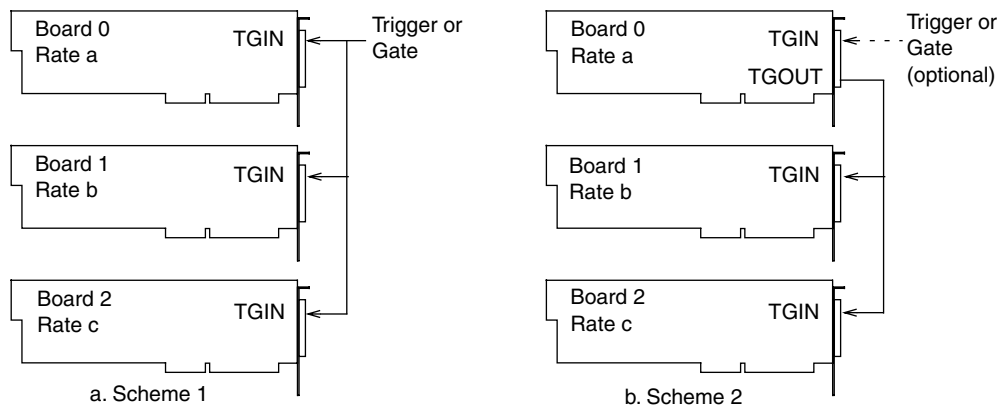 Board 0
Rate a
TGIN
Trigger or
Gate
Board 1
Rate b
TGIN
Board 2
Rate c
TGIN
a. Scheme 1
Board 0
Rate a
TGIN
TGOUT
Trigger or
Gate
(optional)
Board 1
Rate b
TGIN
Board 2
Rate c
TGIN
b. Scheme 2